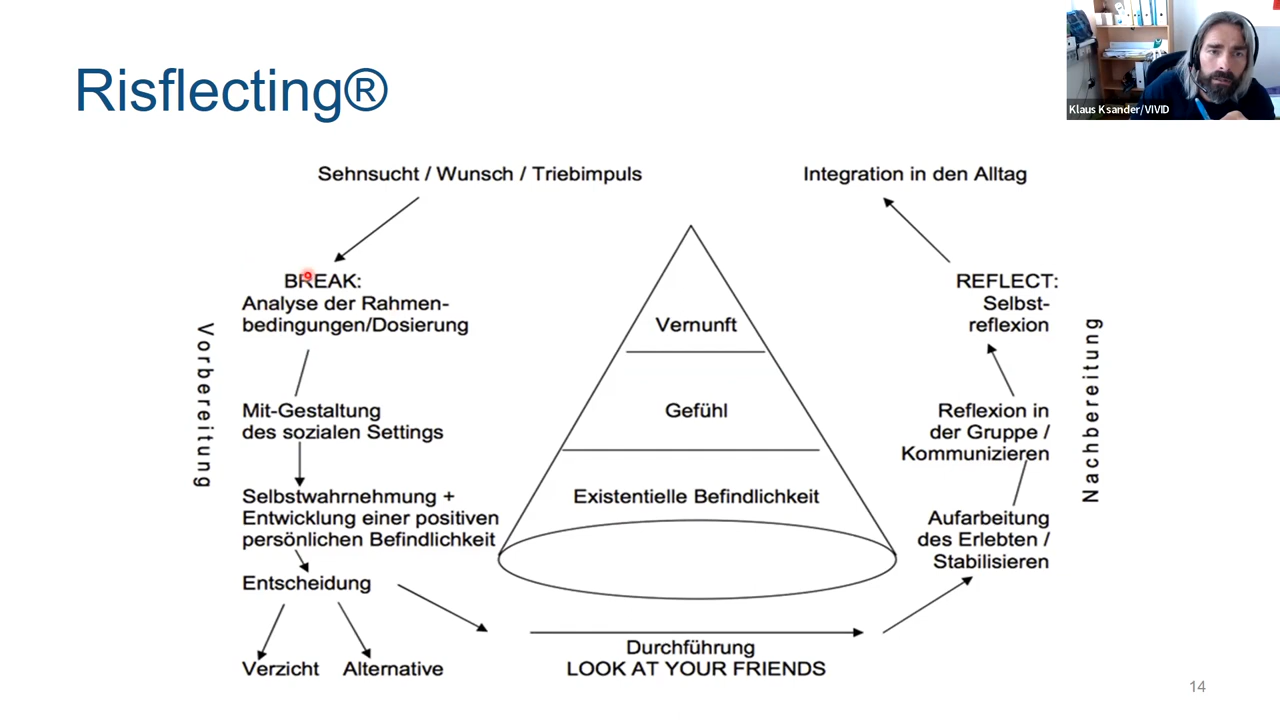 Risflecting®
Klaus Ksander/VIVID
Sehnsucht / Wunsch / Triebimpuls
Integration in den Alltag
Vorbereitung
BREAK:
Analyse der Rahmen-
bedingungen/Dosierung
Mit-Gestaltung
des sozialen Settings
Selbstwahrnehmung +
Entwicklung einer positiven
persönlichen Befindlichkeit
Entscheidung
Verzicht
Alternative
Vernunft
Gefühl
Existentielle Befindlichkeit
Durchführung
LOOK AT YOUR FRIENDS
REFLECT:
Selbst-
reflexion
Reflexion in
der Gruppe /
Kommunizieren
Aufarbeitung
des Erlebten /
Stabilisieren
Nachbereitung
14